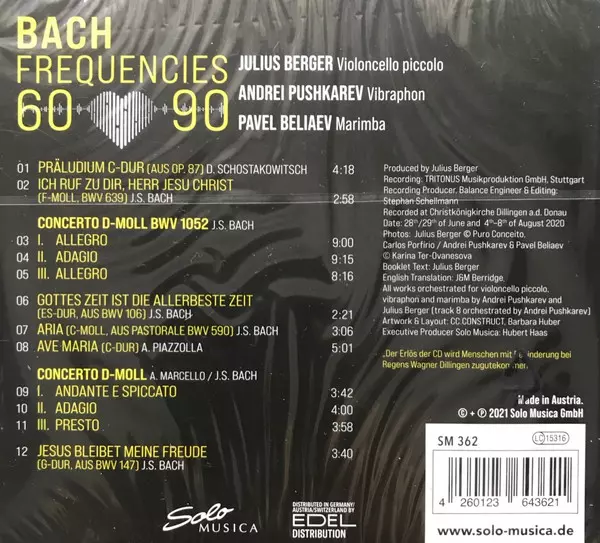 BACH
FREQUENCIES
60 90
JULIUS BERGER Violoncello piccolo
ANDREI PUSHKAREV Vibraphon
PAVEL BELIAEV Marimba
01 PRÄLUDIUM C-DUR (AUS OP. 87) D. SCHOSTAKOWITSCH 4:18
02 ICH RUF ZU DIR, HERR JESU CHRIST
(F-MOLL, BWV 639) J.S. BACH 2:58
CONCERTO D-MOLL BWV 1052 J.S. BACH
03 I. ALLEGRO 9:00
04 II. ADAGIO 9:15
05 III. ALLEGRO 8:16
06 GOTTES ZEIT IST DIE ALLERBESTE ZEIT
(ES-DUR, AUS BWV 106) J.S. BACH 2:21
07 ARIA (C-MOLL, AUS PASTORALE BWV 590) J.S. BACH 3:06
08 AVE MARIA (C-DUR) A. PIAZZOLLA 5:01
CONCERTO D-MOLL A. MARCELLO / J.S. BACH
09 I. ANDANTE E SPICCATO 3:42
10 II. ADAGIO 4:00
11 III. PRESTO 3:58
12 JESUS BLEIBET MEINE FREUDE
(G-DUR, AUS BWV 147) J.S. BACH 3:40
Produced by Julius Berger
Recording: TRITONUS Musikproduktion GmbH, Stuttgart
Recording Producer, Balance Engineer & Editing:
Stephan Schellmann
Recorded at Christkönigkirche Dillingen a.d. Donau
Date: 28th/29th of June and 4th-8th of August 2020
Photos: Julius Berger © Puro Conceito,
Carlos Porfirio / Andrei Pushkarev & Pavel Beliaev
© Karina Ter-Ovanesova
Booklet Text: Julius Berger
English Translation: J&M Berridge.
All works orchestrated for violoncello piccolo,
vibraphon and marimba by Andrei Pushkarev and
Julius Berger [track 8 orchestrated by Andrei Pushkarev]
Artwork & Layout: CC.CONSTRUCT, Barbara Huber
Executive Producer Solo Musica: Hubert Haas
„Der Erlös der CD wird Menschen mit
Regens Wagner Dillingen zugutekommen.
Made in Austria.
© + ℗ 2021 Solo Musica GmbH
SM 362
LC 15316
4 260123 643621
www.solo-musica.de
Solo
MUSICA
DISTRIBUTED IN GERMANY/
AUSTRIA/SWITZERLAND BY
EDEL
DISTRIBUTION